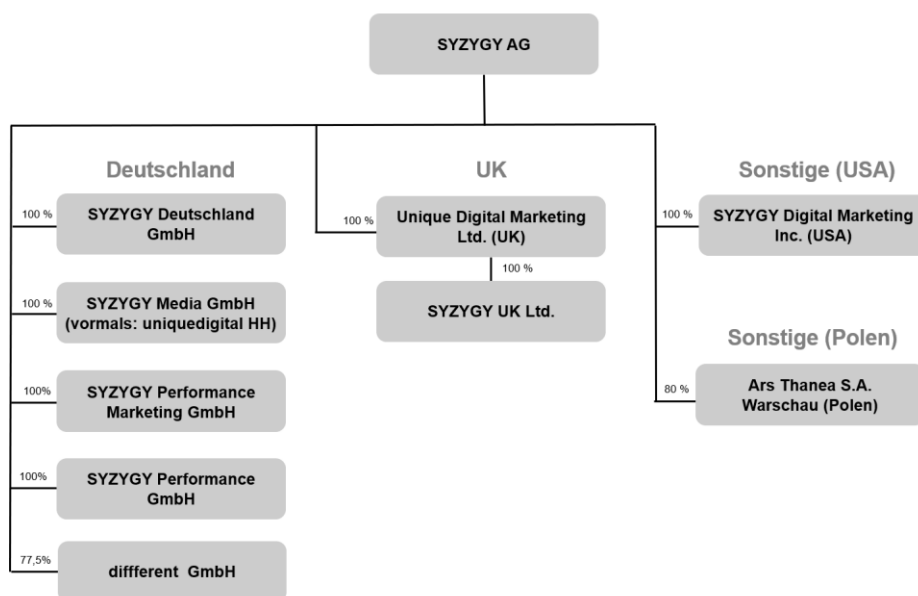 SYZYGY AG
Deutschland
100 %
SYZYGY Deutschland
GmbH
100 %
SYZYGY Media GmbH
(vormals: uniquedigital HH)
100%
SYZYGY Performance
Marketing GmbH
100%
SYZYGY Performance
GmbH
77,5%
diffferent GmbH
UK
100 %
Unique Digital Marketing
Ltd. (UK)
100 %
SYZYGY UK Ltd.
Sonstige (USA)
100 %
SYZYGY Digital Marketing
Inc. (USA)
Sonstige (Polen)
80 %
Ars Thanea S.A.
Warschau (Polen)